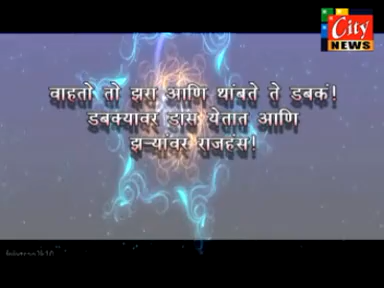 City
NEWS
वाहतो तो झरा आणि थांबते ते डबकं!
डबक्यावर डास येतात आणि
झऱ्यांवर राजहंस!